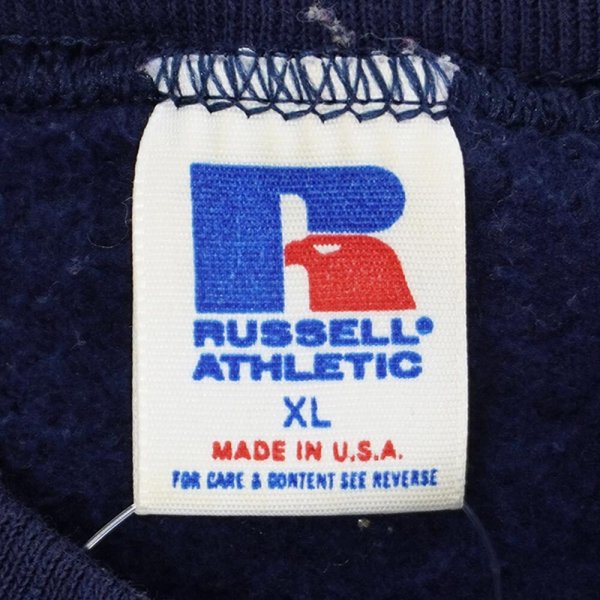 RUSSELL®
ATHLETIC
XL
MADE IN U.S.A.
FOR CARE & CONTENT SEE REVERSE